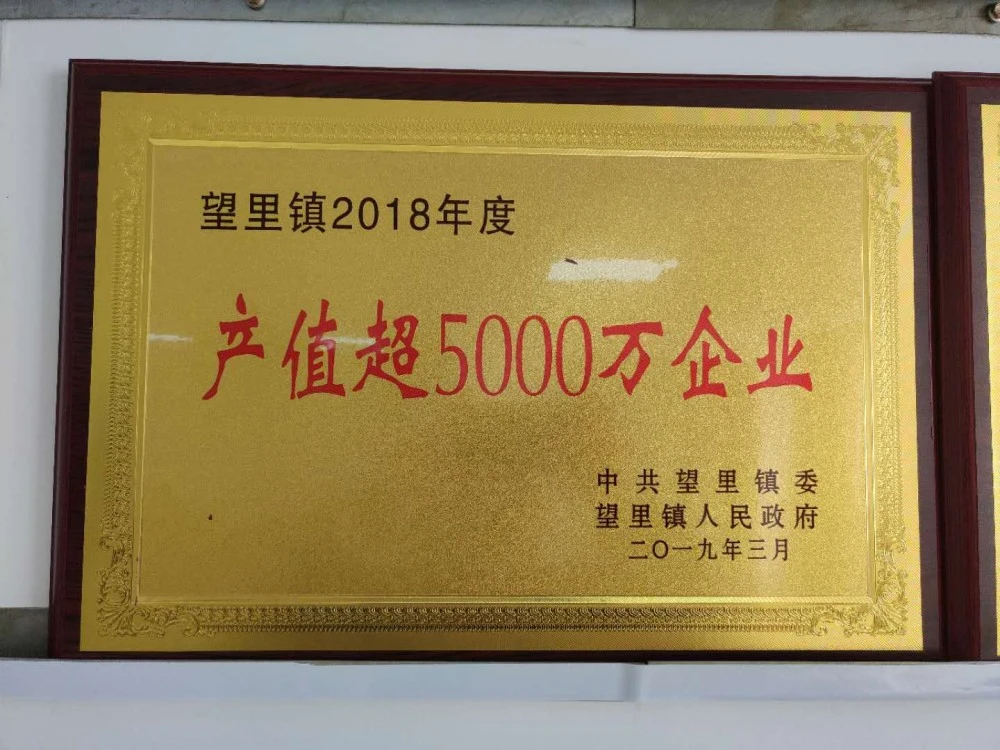 望里镇2018年度
产值超5000万企业
中共望里镇委
望里镇人民政府
二〇一九年三月